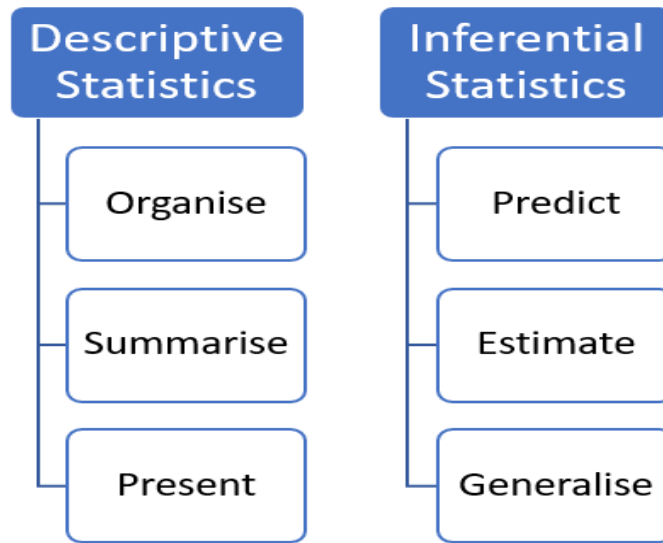 Descriptive
Statistics
Organise
Summarise
Present
Inferential
Statistics
Predict
Estimate
Generalise